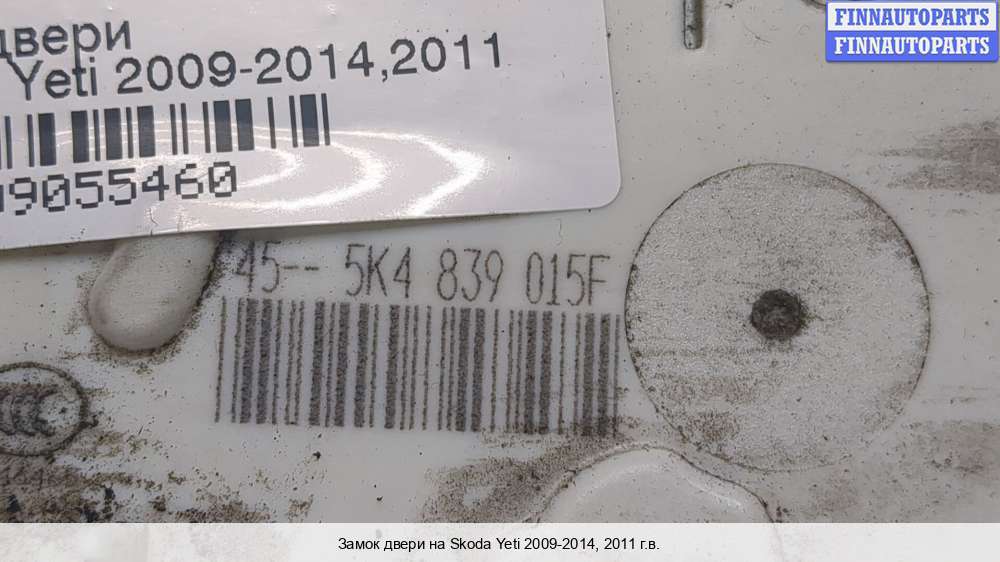 FINNAUTOPARTS
FINNAUTOPARTS
двери
Yeti 2009-2014,2011
9055460
45-- 5K4 839 015F
Замок двери на Skoda Yeti 2009-2014, 2011 г.в.